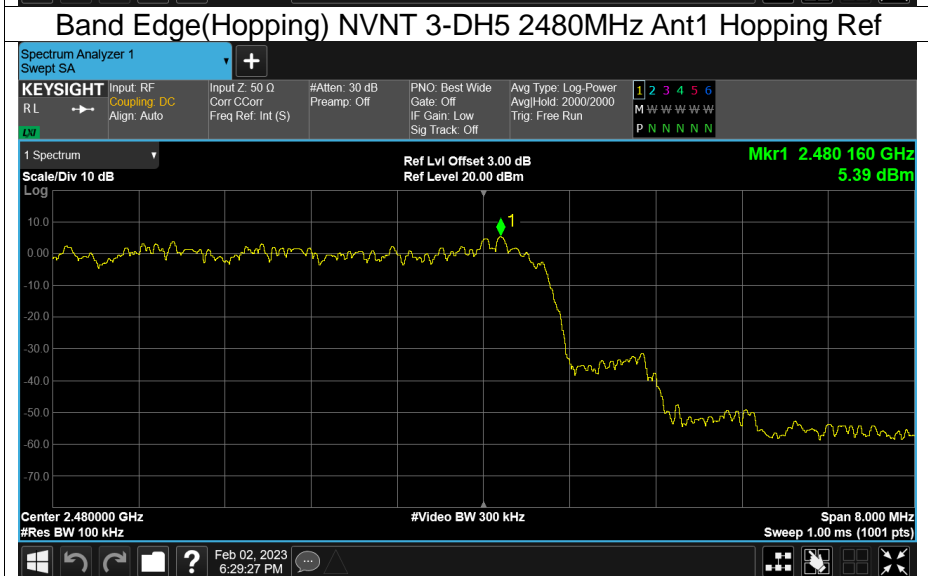 Band Edge(Hopping) NVNT 3-DH5 2480MHz Ant1 Hopping Ref
Spectrum Analyzer 1
Swept SA
+
KEYSIGHT Input: RF Input Z: 50 Ω #Atten: 30 dB PNO: Best Wide Avg Type: Log-Power 1 2 3 4 5 6
R L Coupling: DC Corr CCorr Preamp: Off Gate: Off Avg|Hold: 2000/2000 M W W W W W
Align: Auto Freq Ref: Int (S) IF Gain: Low Trig: Free Run
LXI Sig Track: Off P N N N N N
1 Spectrum Ref Lvl Offset 3.00 dB Mkr1 2.480 160 GHz
Scale/Div 10 dB Ref Level 20.00 dBm 5.39 dBm
Log
1
10.0
0.00
-10.0
-20.0
-30.0
-40.0
-50.0
-60.0
-70.0
Center 2.480000 GHz #Video BW 300 kHz Span 8.000 MHz
#Res BW 100 kHz Sweep 1.00 ms (1001 pts)
? Feb 02, 2023
6:29:27 PM